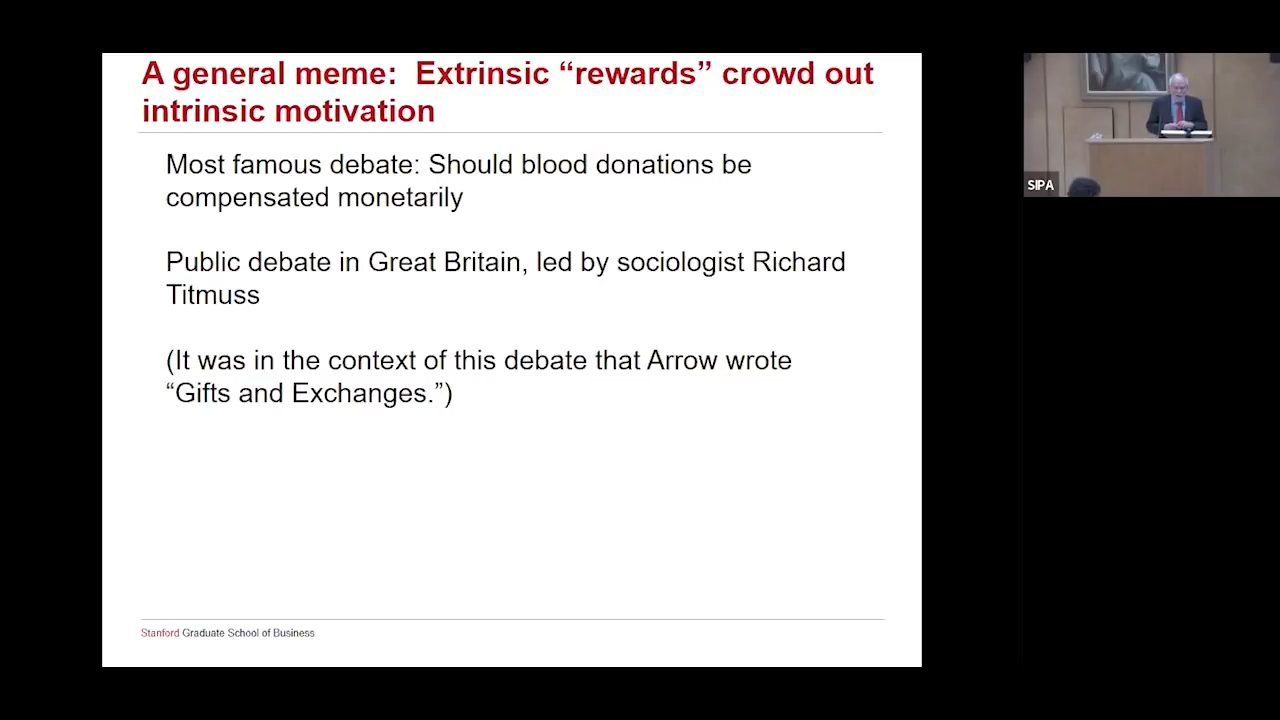 A general meme:  Extrinsic “rewards” crowd out
intrinsic motivation
Most famous debate: Should blood donations be
compensated monetarily
Public debate in Great Britain, led by sociologist Richard
Titmuss
(It was in the context of this debate that Arrow wrote
“Gifts and Exchanges.”)
Stanford Graduate School of Business
SIPA